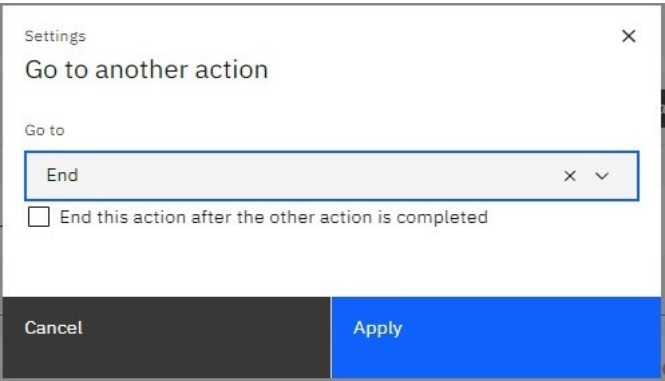 Settings
Go to another action
Go to
End
End this action after the other action is completed
Cancel
Apply